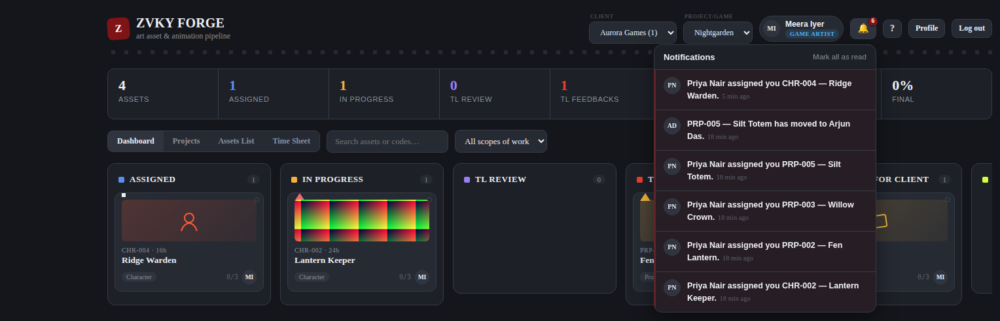 Z
ZVKY FORGE
art asset & animation pipeline
CLIENT
Aurora Games (1)
PROJECT/GAME
Nightgarden
MI
Meera Iyer
GAME ARTIST
6
?
Profile
Log out
4
ASSETS
1
ASSIGNED
1
IN PROGRESS
0
TL REVIEW
1
TL FEEDBACKS
0%
FINAL
Dashboard
Projects
Assets List
Time Sheet
Search assets or codes…
All scopes of work
Notifications
Mark all as read
PN
Priya Nair assigned you CHR-004 — Ridge
Warden. 5 min ago
AD
PRP-005 — Silt Totem has moved to Arjun
Das. 18 min ago
PN
Priya Nair assigned you PRP-005 — Silt
Totem. 18 min ago
PN
Priya Nair assigned you PRP-003 — Willow
Crown. 18 min ago
PN
Priya Nair assigned you PRP-002 — Fen
Lantern. 18 min ago
PN
Priya Nair assigned you CHR-002 — Lantern
Keeper. 18 min ago
ASSIGNED
1
CHR-004 · 16h
Ridge Warden
Character
0/3
MI
IN PROGRESS
1
CHR-002 · 24h
Lantern Keeper
Character
0/3
MI
TL REVIEW
0
T
PRP-
Fen
Pro
FOR CLIENT
1
0/3
MI